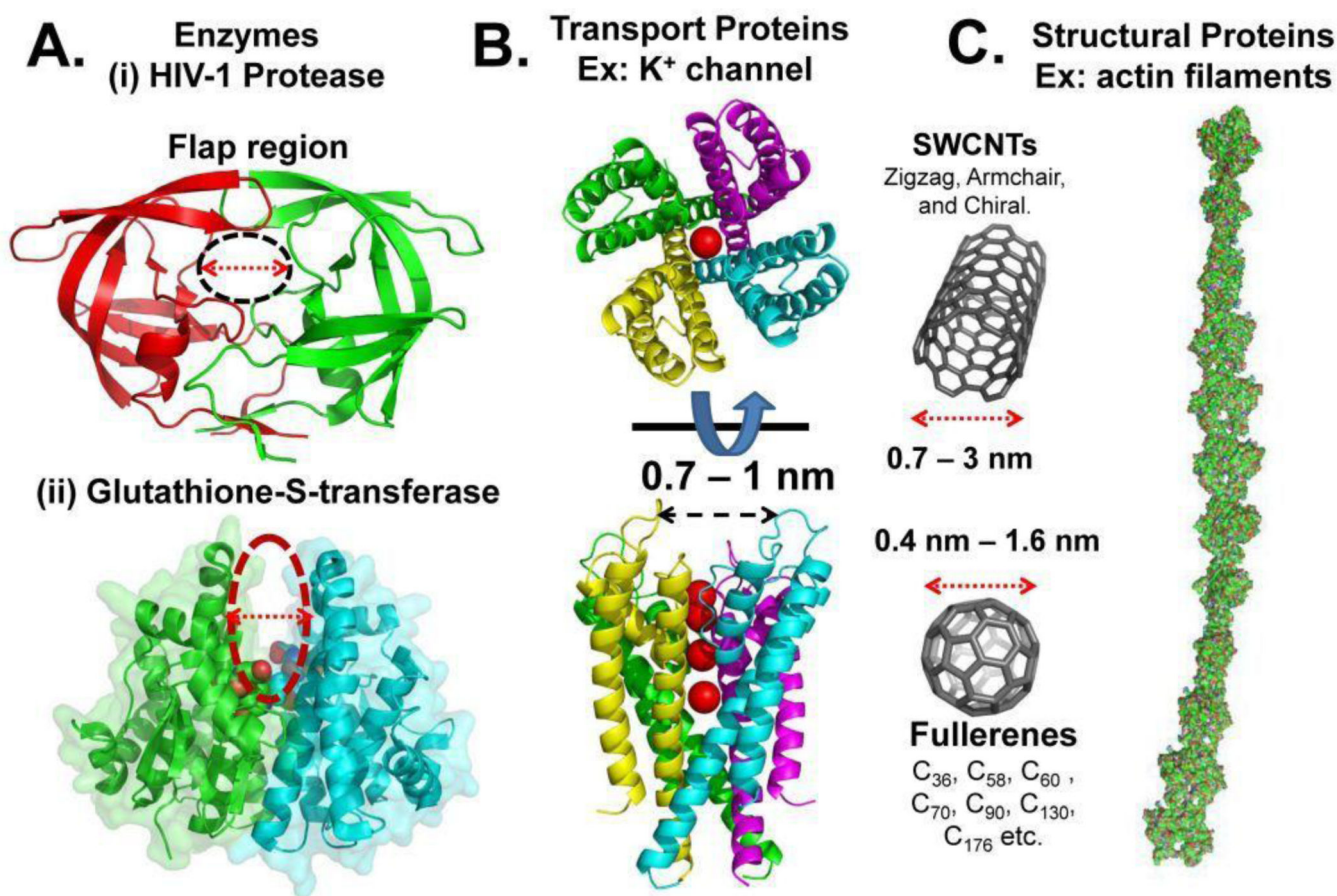 A.
Enzymes
(i) HIV-1 Protease
Flap region
(ii) Glutathione-S-transferase
B.
Transport Proteins
Ex: K⁺ channel
0.7 – 1 nm
C.
Structural Proteins
Ex: actin filaments
SWCNTs
Zigzag, Armchair,
and Chiral.
0.7 – 3 nm
0.4 nm – 1.6 nm
Fullerenes
C₃₆, C₅₈, C₆₀ ,
C₇₀, C₉₀, C₁₃₀,
C₁₇₆ etc.